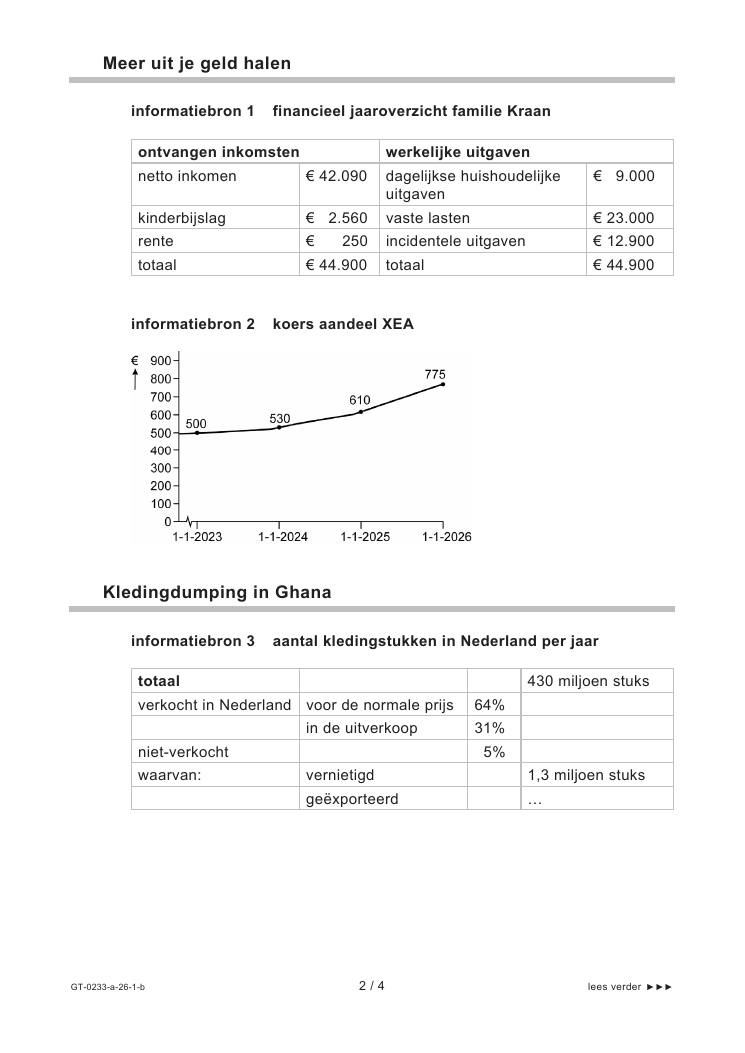 Meer uit je geld halen
informatiebron 1 financieel jaaroverzicht familie Kraan
ontvangen inkomsten werkelijke uitgaven
netto inkomen € 42.090 dagelijkse huishoudelijke uitgaven € 9.000
kinderbijslag € 2.560 vaste lasten € 23.000
rente € 250 incidentele uitgaven € 12.900
totaal € 44.900 totaal € 44.900
informatiebron 2 koers aandeel XEA
€
900
800
700
600
500
400
300
200
100
0
500
530
610
775
1-1-2023 1-1-2024 1-1-2025 1-1-2026
Kledingdumping in Ghana
informatiebron 3 aantal kledingstukken in Nederland per jaar
totaal 430 miljoen stuks
verkocht in Nederland voor de normale prijs 64%
in de uitverkoop 31%
niet-verkocht 5%
waarvan: vernietigd 1,3 miljoen stuks
geëxporteerd …
GT-0233-a-26-1-b 2 / 4 lees verder ►►►